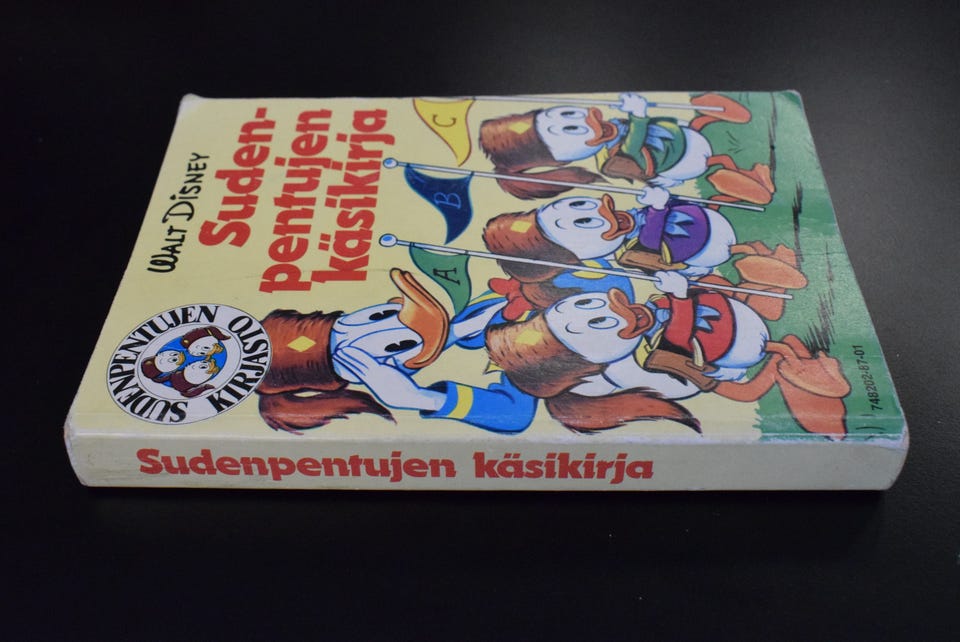 WALT DISNEY
Suden-
pentujen
käsikirja
SUDENPENTUJEN
KIRJASTO
A
B
C
748202-87-01
Sudenpentujen käsikirja